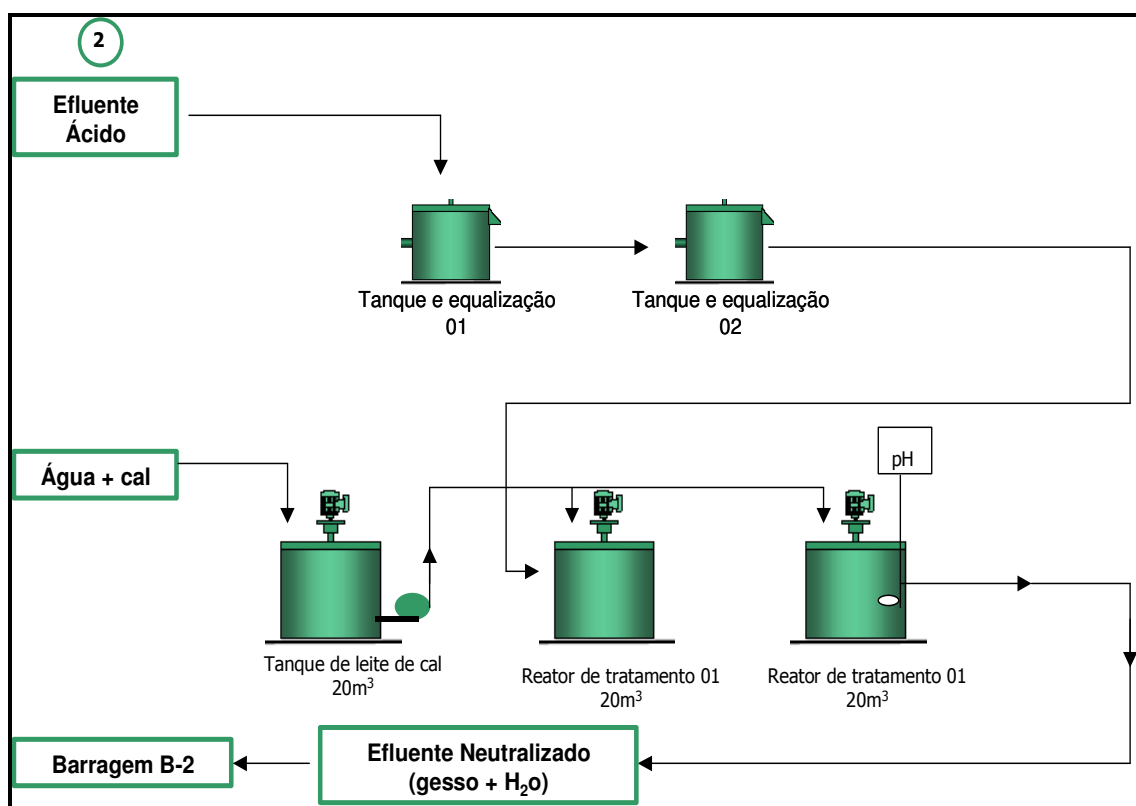 2
Efluente
Ácido
Tanque e equalização
01
Tanque e equalização
02
Água + cal
pH
Tanque de leite de cal
20m³
Reator de tratamento 01
20m³
Reator de tratamento 01
20m³
Barragem B-2
Efluente Neutralizado
(gesso + H₂o)